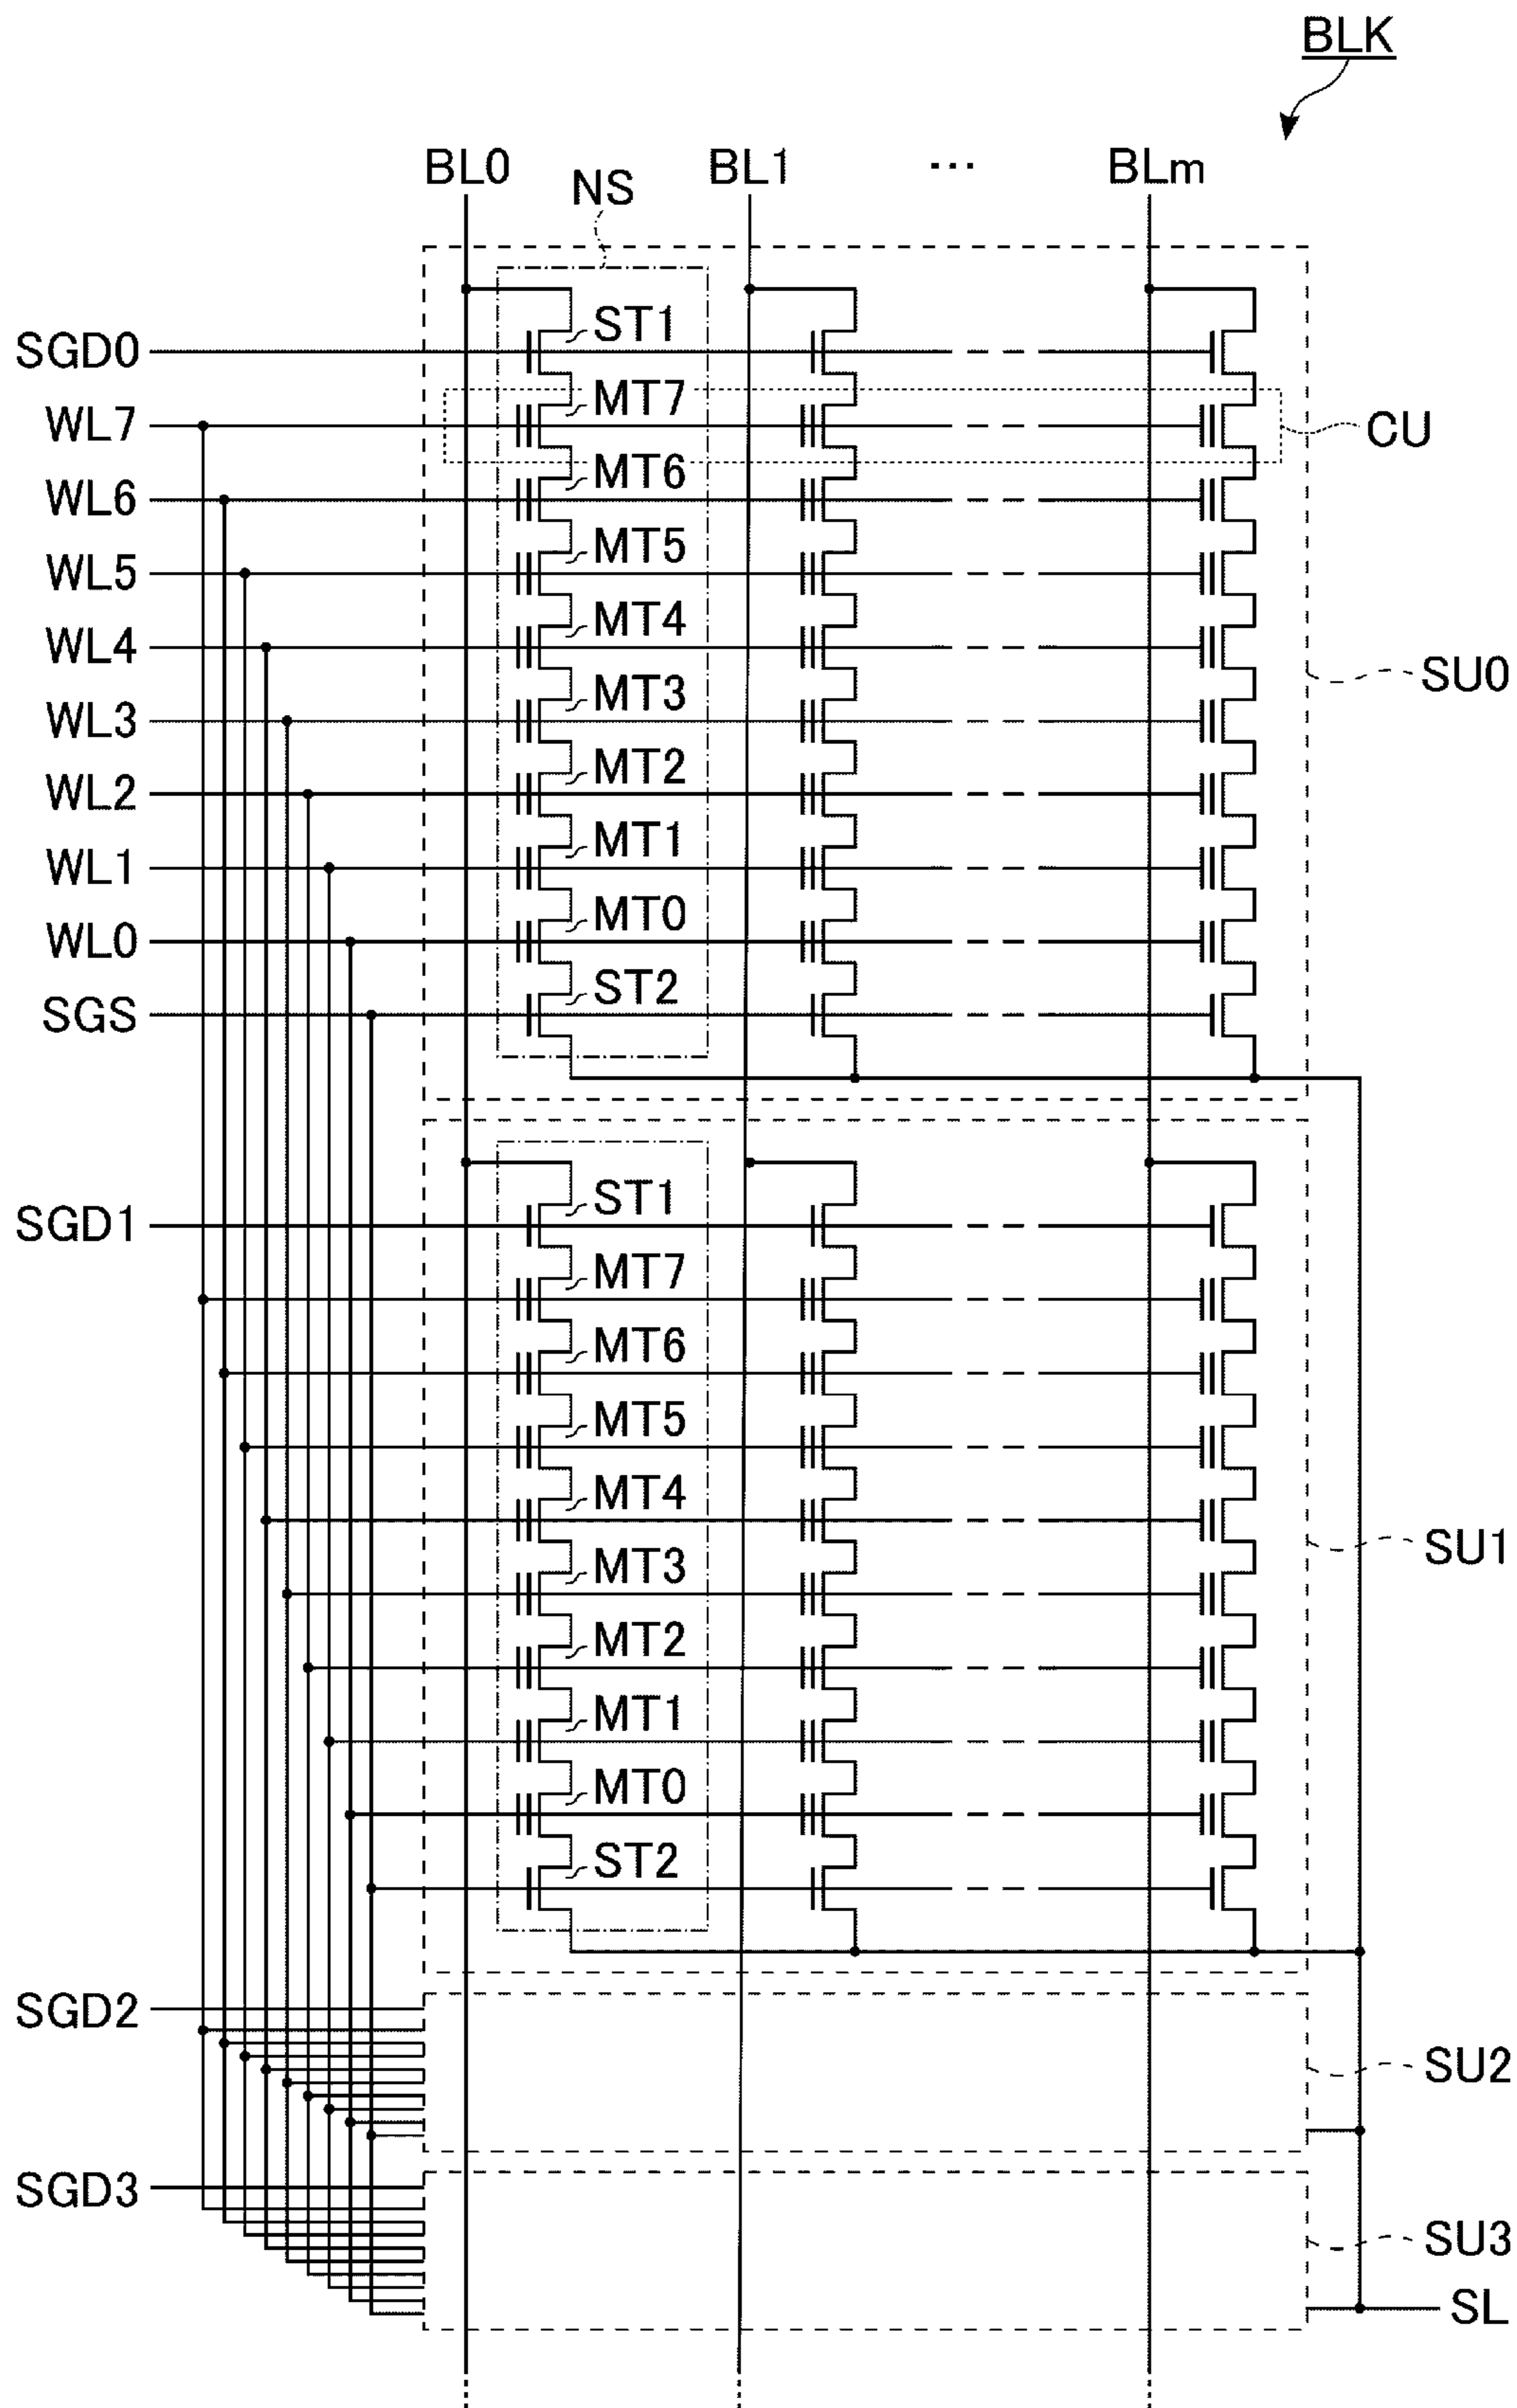 BLK
BL0 NS BL1 ... BLm
ST1
SGD0
MT7
WL7 CU
MT6
WL6
MT5
WL5
MT4
WL4
MT3 SU0
WL3
MT2
WL2
MT1
WL1
MT0
WL0
ST2
SGS
ST1
SGD1
MT7
MT6
MT5
MT4
SU1
MT3
MT2
MT1
MT0
ST2
SGD2
SU2
SGD3
SU3
SL